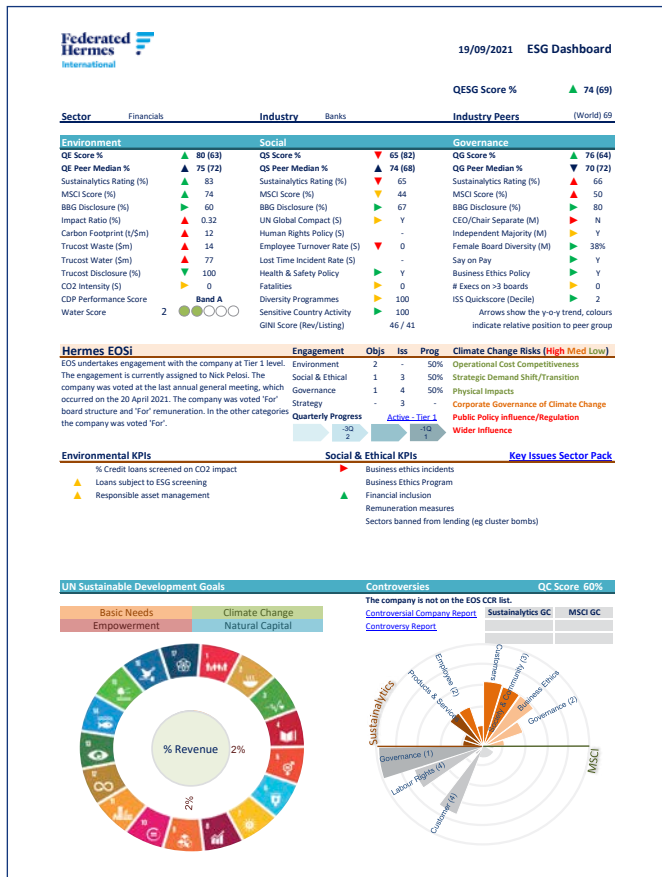 Federated
Hermes
International
19/09/2021 ESG Dashboard
QESG Score % 74 (69)
Sector Financials Industry Banks Industry Peers (World) 69
Environment Social Governance
QE Score % 80 (63) QS Score % 65 (82) QG Score % 76 (64)
QE Peer Median % 75 (72) QS Peer Median % 74 (68) QG Peer Median % 70 (72)
Sustainalytics Rating (%) 83 Sustainalytics Rating (%) 65 Sustainalytics Rating (%) 66
MSCI Score (%) 74 MSCI Score (%) 44 MSCI Score (%) 50
BBG Disclosure (%) 60 BBG Disclosure (%) 67 BBG Disclosure (%) 80
Impact Ratio (%) 0.32 UN Global Compact (S) Y CEO/Chair Separate (M) N
Carbon Footprint (t/$m) 12 Human Rights Policy (S) - Independent Majority (M) Y
Trucost Waste ($m) 14 Employee Turnover Rate (S) 0 Female Board Diversity (M) 38%
Trucost Water ($m) 77 Lost Time Incident Rate (S) - Say on Pay Y
Trucost Disclosure (%) 100 Health & Safety Policy Y Business Ethics Policy Y
CO2 Intensity (S) 0 Fatalities 0 # Execs on >3 boards 0
CDP Performance Score Band A Diversity Programmes 100 ISS Quickscore (Decile) 2
Water Score 2 Sensitive Country Activity 100 Arrows show the y-o-y trend, colours
GINI Score (Rev/Listing) 46 / 41 indicate relative position to peer group
Hermes EOSi Engagement Objs Iss Prog Climate Change Risks (High Med Low)
EOS undertakes engagement with the company at Tier 1 level. Environment 2 - 50% Operational Cost Competitiveness
The engagement is currently assigned to Nick Pelosi. The Social & Ethical 1 3 50% Strategic Demand Shift/Transition
company was voted at the last annual general meeting, which Governance 1 4 50% Physical Impacts
occurred on the 20 April 2021. The company was voted 'For' Strategy - 3 - Corporate Governance of Climate Change
board structure and 'For' remuneration. In the other categories Quarterly Progress Active - Tier 1 Public Policy influence/Regulation
the company was voted 'For'. -3Q -1Q Wider Influence
2 1
Environmental KPIs Social & Ethical KPIs Key Issues Sector Pack
% Credit loans screened on CO2 impact Business ethics incidents
Loans subject to ESG screening Business Ethics Program
Responsible asset management Financial inclusion
Remuneration measures
Sectors banned from lending (eg cluster bombs)
UN Sustainable Development Goals Controversies QC Score 60%
The company is not on the EOS CCR list.
Basic Needs Climate Change Controversial Company Report Sustainalytics GC MSCI GC
Empowerment Natural Capital Controversy Report
% Revenue
2%
2%
Sustainalytics
Products & Services
Employee (2)
Customers
Society & Community (3)
Business Ethics
Governance (2)
Governance (1)
Labour Rights (4)
Customer (4)
MSCI